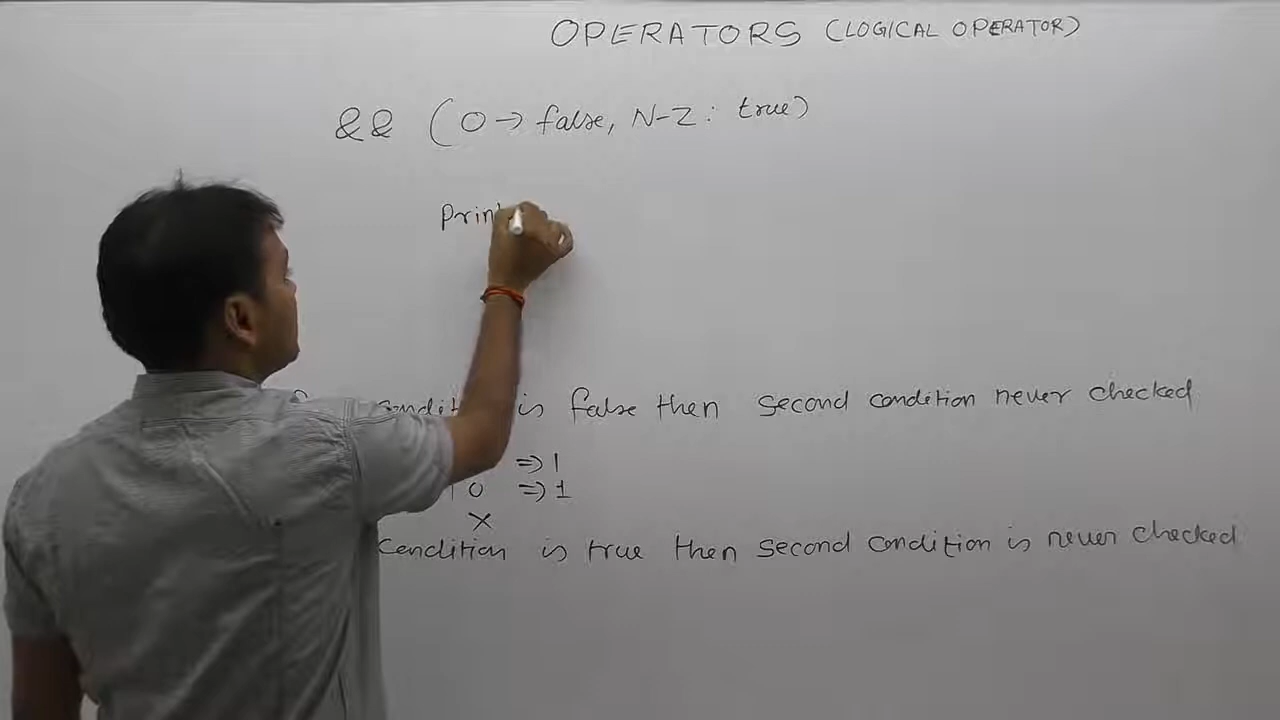 OPERATORS (LOGICAL OPERATOR)
&& (0 → false, N-Z : true)
Prin
is false then second condition never checked
⇒ 1
0 ⇒ 1
×
Condition is true then second condition is never checked